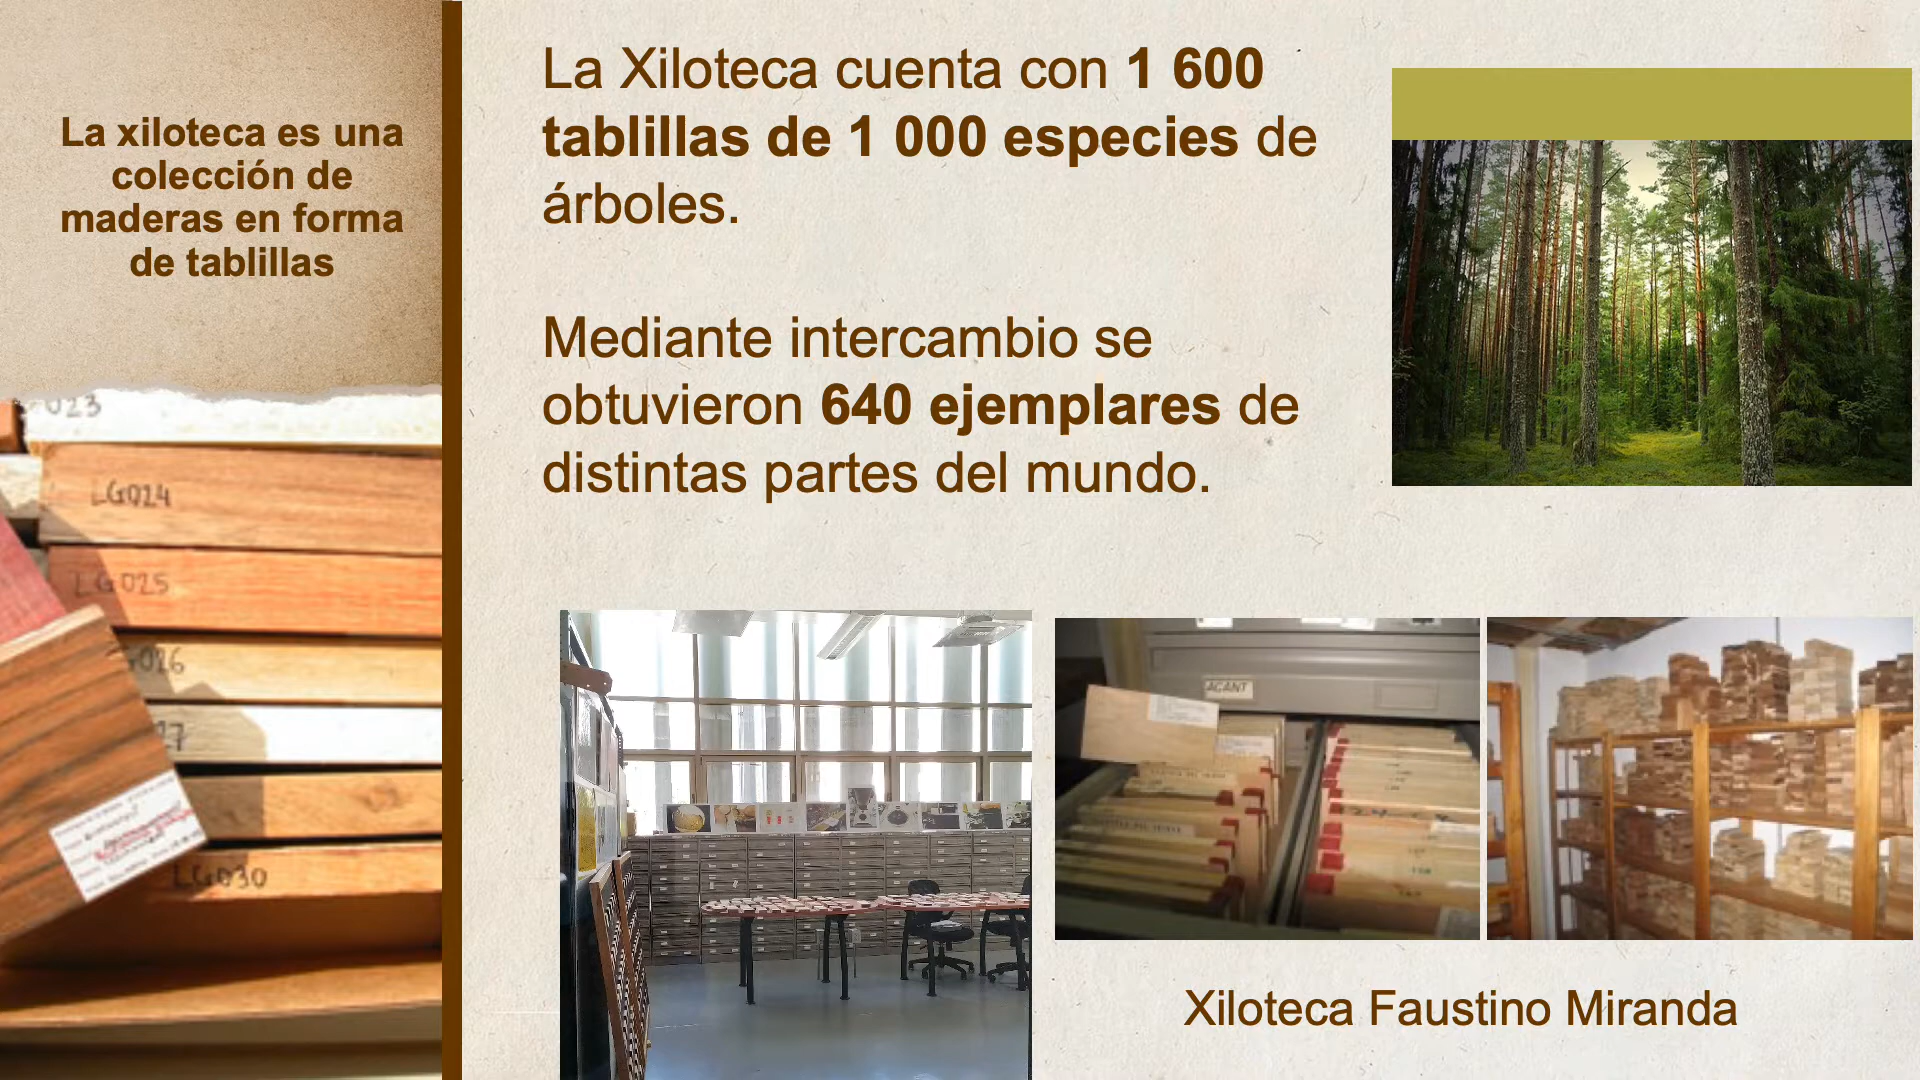 La xiloteca es una
colección de
maderas en forma
de tablillas
La Xiloteca cuenta con 1 600
tablillas de 1 000 especies de
árboles.
Mediante intercambio se
obtuvieron 640 ejemplares de
distintas partes del mundo.
023
LG024
LG025
LG030
AGANT
Xiloteca Faustino Miranda